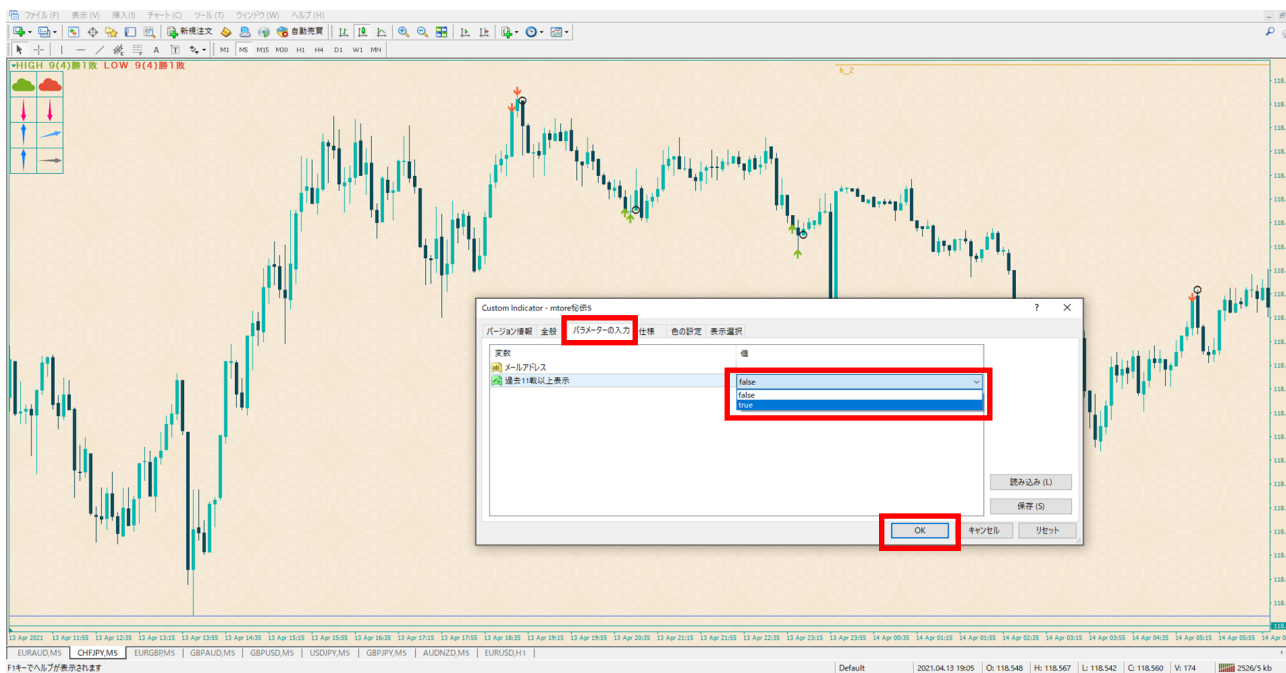 ファイル (F) 表示 (V) 挿入(I) チャート(C) ツール(T) ウィンドウ(W) ヘルプ(H)
新規注文 自動売買
A T M1 M5 M15 M30 H1 H4 D1 W1 MN
HIGH 9(4)勝1敗 LOW 9(4)勝1敗
h_2
Custom Indicator - mtore秘伝5 ? ×
バージョン情報 全般 パラメーターの入力 仕様 色の設定 表示選択
変数 値
ab メールアドレス
過去11戦以上表示 false
false
true
読み込み (L)
保存 (S)
OK キャンセル リセット
13 Apr 2021 13 Apr 11:55 13 Apr 12:35 13 Apr 13:15 13 Apr 13:55 13 Apr 14:35 13 Apr 15:15 13 Apr 15:55 13 Apr 16:35 13 Apr 17:15 13 Apr 17:55 13 Apr 18:35 13 Apr 19:15 13 Apr 19:55 13 Apr 20:35 13 Apr 21:15 13 Apr 21:55 13 Apr 22:35 13 Apr 23:15 13 Apr 23:55 14 Apr 00:35 14 Apr 01:15 14 Apr 01:55 14 Apr 02:35 14 Apr 03:15 14 Apr 03:55 14 Apr 04:35 14 Apr 05:15 14 Apr 05:55
EURAUD,M5 CHFJPY,M5 EURGBP,M5 GBPAUD,M5 GBPUSD,M5 USDJPY,M5 GBPJPY,M5 AUDNZD,M5 EURUSD,H1
F1キーでヘルプが表示されます Default 2021.04.13 19:05 O: 118.548 H: 118.567 L: 118.542 C: 118.560 V: 174 2526/5 kb